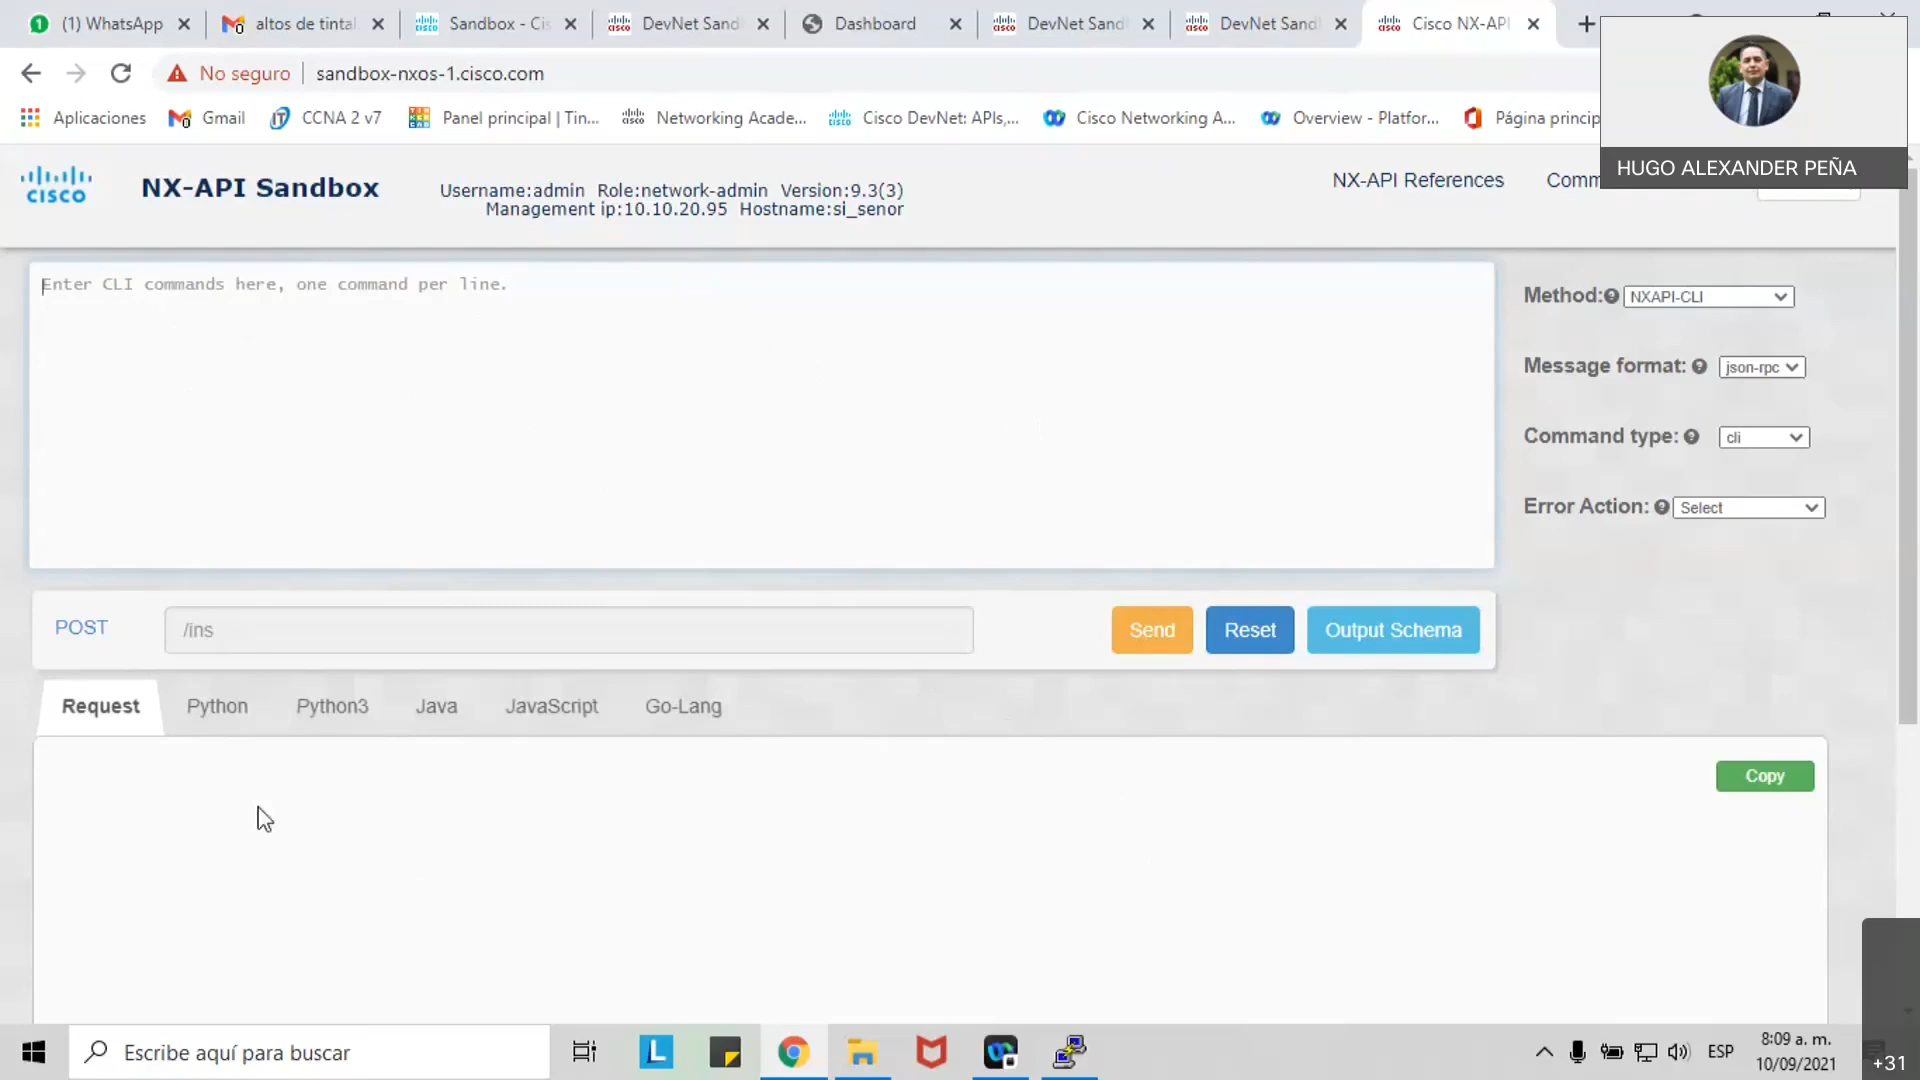 (1) WhatsApp
altos de tintal
Sandbox - Cis
DevNet Sand
Dashboard
DevNet Sand
DevNet Sand
Cisco NX-API
No seguro
sandbox-nxos-1.cisco.com
Aplicaciones
Gmail
CCNA 2 v7
Panel principal | Tin...
Networking Acade...
Cisco DevNet: APIs,...
Cisco Networking A...
Overview - Platfor...
Página princip
HUGO ALEXANDER PEÑA
CISCO
NX-API Sandbox
Username:admin Role:network-admin Version:9.3(3)
Management ip:10.10.20.95 Hostname:si_senor
NX-API References
Comm
Enter CLI commands here, one command per line.
Method:
NXAPI-CLI
Message format:
json-rpc
Command type:
cli
Error Action:
Select
POST
/ins
Send
Reset
Output Schema
Request
Python
Python3
Java
JavaScript
Go-Lang
Copy
Escribe aquí para buscar
ESP
8:09 a. m.
10/09/2021
+31